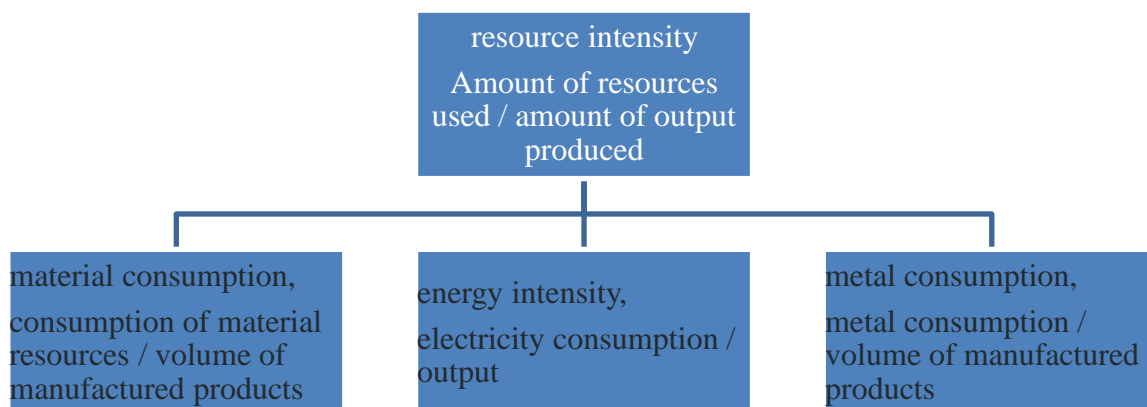 resource intensity
Amount of resources
used / amount of output
produced
material consumption,
consumption of material
resources / volume of
manufactured products
energy intensity,
electricity consumption /
output
metal consumption,
metal consumption /
volume of manufactured
products